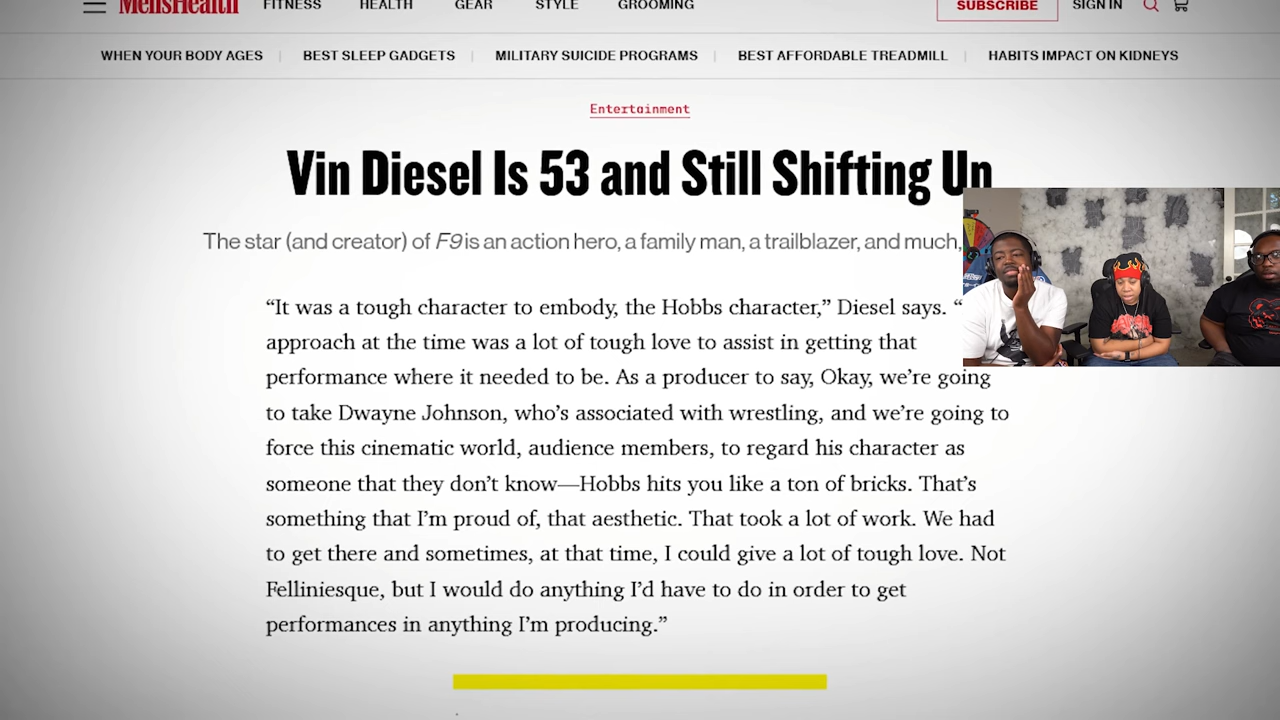 MensHealth FITNESS HEALTH GEAR STYLE GROOMING SUBSCRIBE SIGN IN
WHEN YOUR BODY AGES BEST SLEEP GADGETS MILITARY SUICIDE PROGRAMS BEST AFFORDABLE TREADMILL HABITS IMPACT ON KIDNEYS
Entertainment
Vin Diesel Is 53 and Still Shifting Up
The star (and creator) of F9 is an action hero, a family man, a trailblazer, and much,
“It was a tough character to embody, the Hobbs character,” Diesel says. “
approach at the time was a lot of tough love to assist in getting that
performance where it needed to be. As a producer to say, Okay, we’re going
to take Dwayne Johnson, who’s associated with wrestling, and we’re going to
force this cinematic world, audience members, to regard his character as
someone that they don’t know—Hobbs hits you like a ton of bricks. That’s
something that I’m proud of, that aesthetic. That took a lot of work. We had
to get there and sometimes, at that time, I could give a lot of tough love. Not
Felliniesque, but I would do anything I’d have to do in order to get
performances in anything I’m producing.”